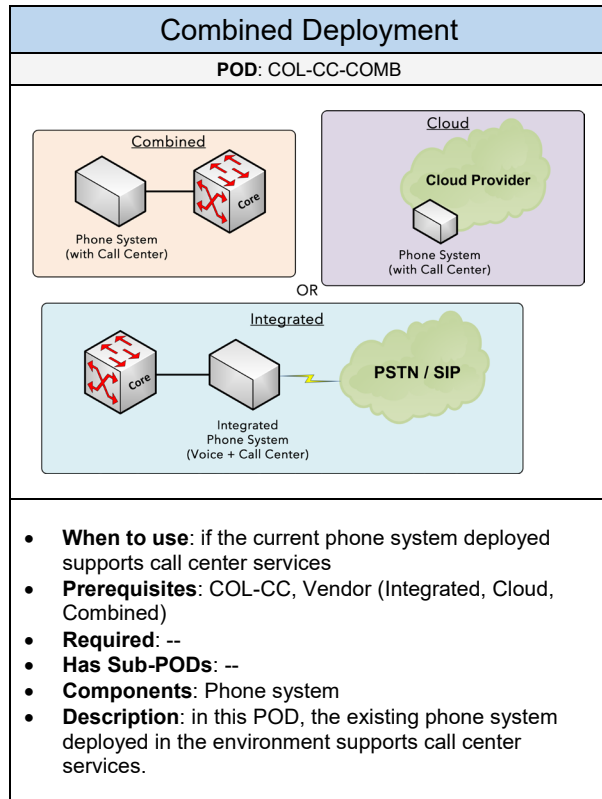 Combined Deployment
POD: COL-CC-COMB
Combined
Core
Phone System
(with Call Center)
Cloud
Cloud Provider
Phone System
(with Call Center)
OR
Integrated
Core
PSTN / SIP
Integrated
Phone System
(Voice + Call Center)
• When to use: if the current phone system deployed
supports call center services
• Prerequisites: COL-CC, Vendor (Integrated, Cloud,
Combined)
• Required: --
• Has Sub-PODs: --
• Components: Phone system
• Description: in this POD, the existing phone system
deployed in the environment supports call center
services.